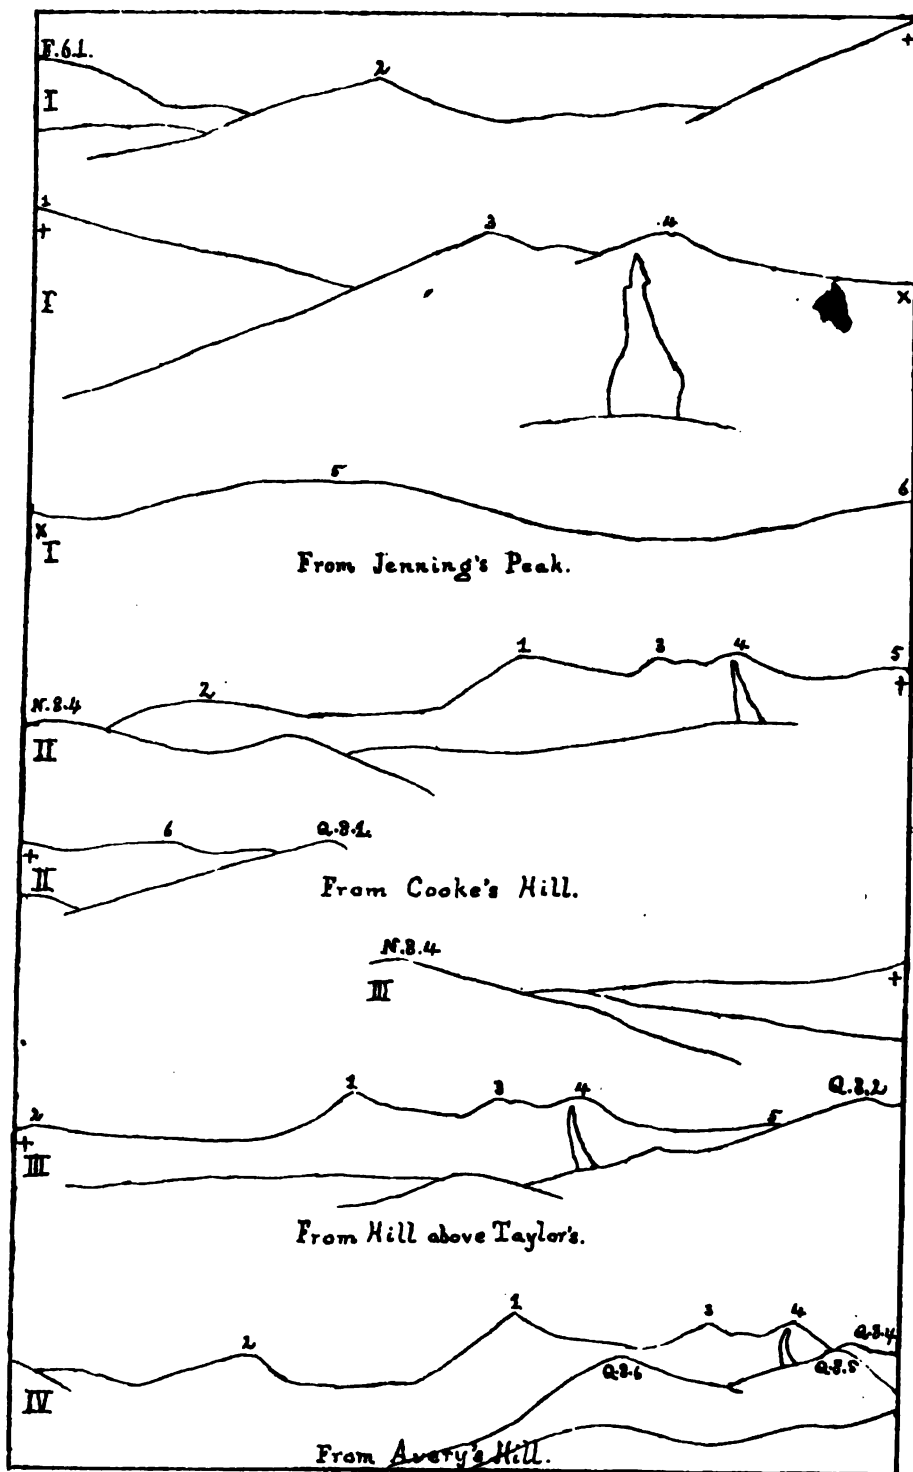 F.6.1.
2
+
I
1
+
3
4
I
x
5
6
x
I
From Jenning's Peak.
1
3
4
5
+
N.8.4
2
II
6
Q.8.1.
+
II
From Cooke's Hill.
N.8.4
III
+
1
3
4
Q.8.2
2
5
+
III
From Hill above Taylor's.
1
3
4
Q.8.4
2
Q.8.6
Q.8.5
IV
From Avery's Hill.